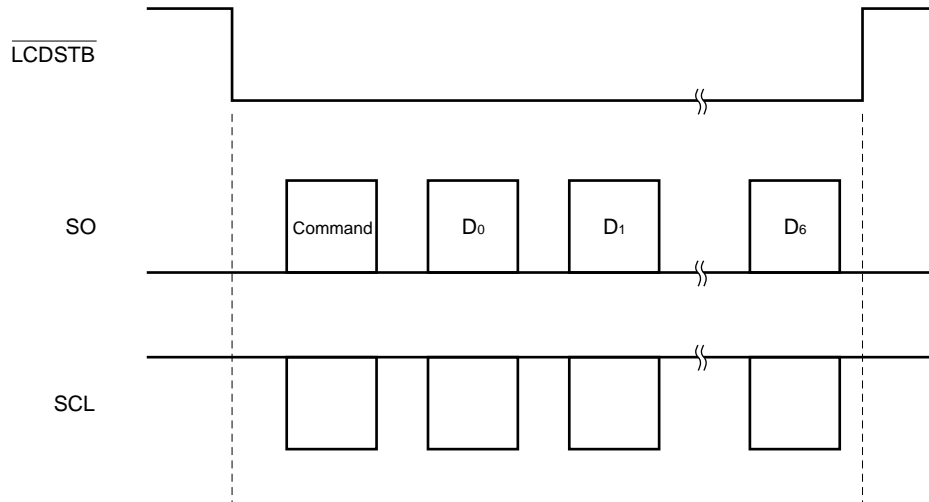 LCDSTB
SO
Command
D0
D1
D6
SCL